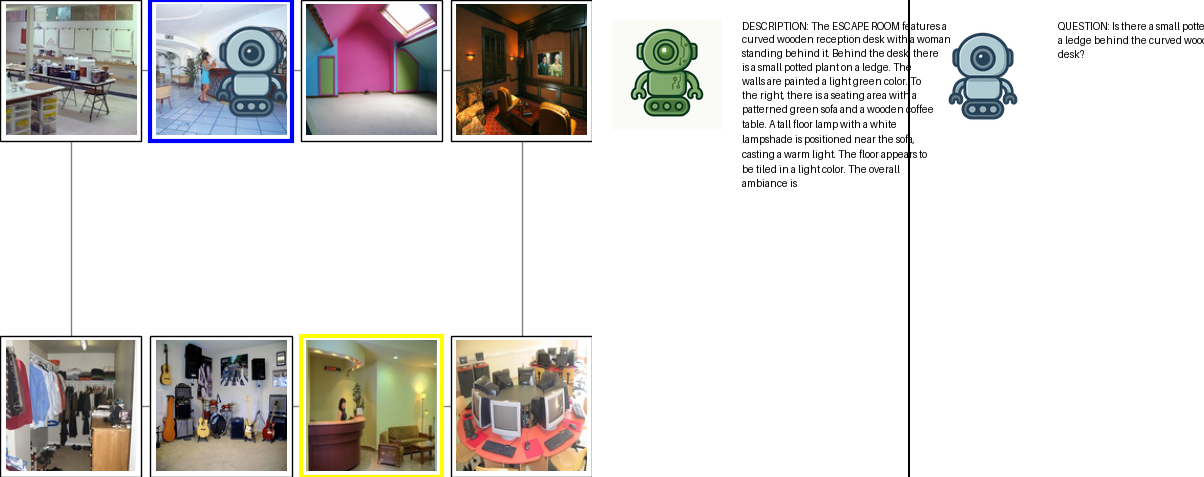 DESCRIPTION: The ESCAPE ROOM features a
curved wooden reception desk with a woman
standing behind it. Behind the desk, there
is a small potted plant on a ledge. The
walls are painted a light green color. To
the right, there is a seating area with a
patterned green sofa and a wooden coffee
table. A tall floor lamp with a white
lampshade is positioned near the sofa,
casting a warm light. The floor appears to
be tiled in a light color. The overall
ambiance is
QUESTION: Is there a small potte
a ledge behind the curved woo
desk?